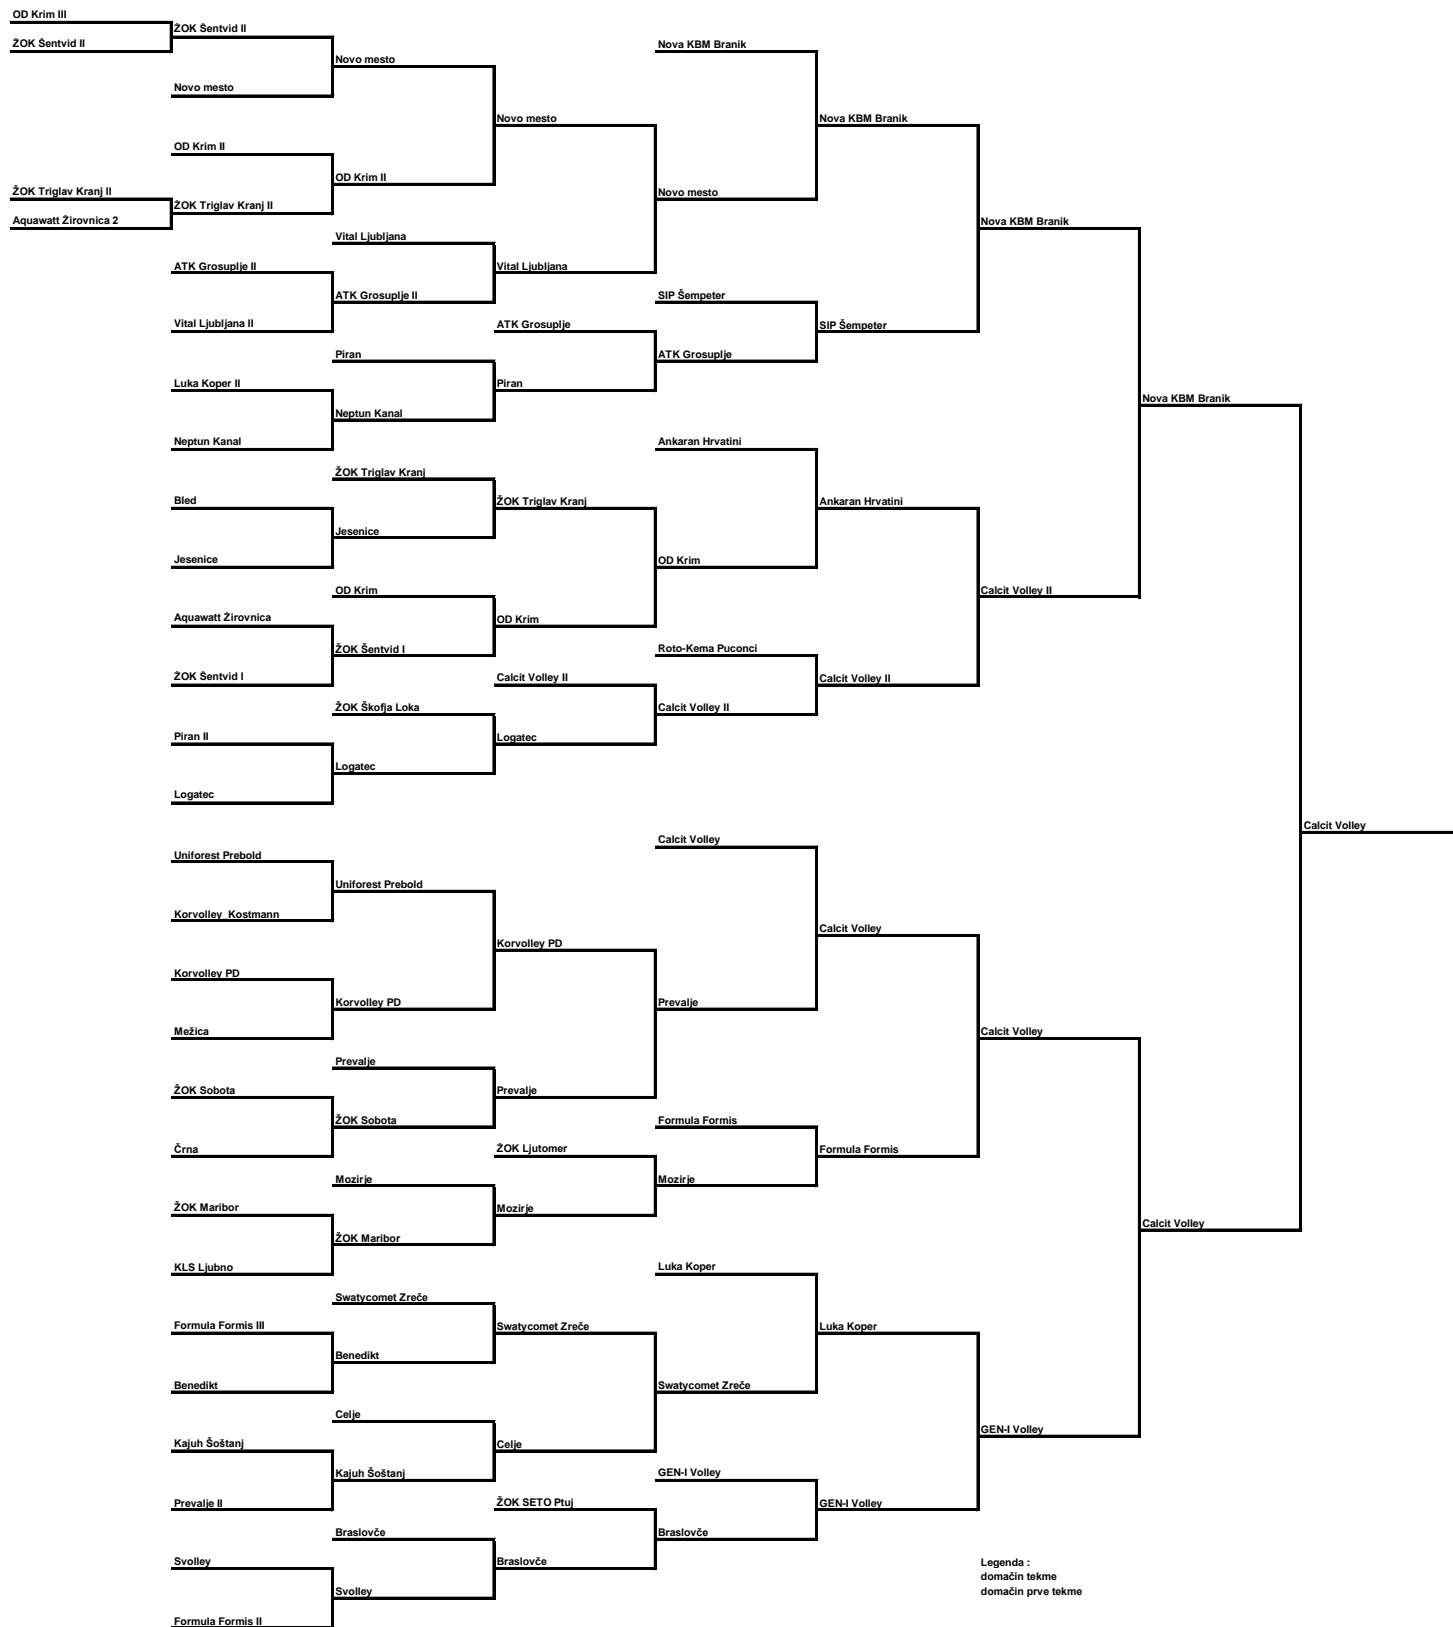 OD Krim III
ŽOK Šentvid II
ŽOK Šentvid II
Nova KBM Branik
Novo mesto
Novo mesto
Novo mesto
Nova KBM Branik
OD Krim II
OD Krim II
ŽOK Triglav Kranj II
Novo mesto
ŽOK Triglav Kranj II
Aquawatt Žirovnica 2
Nova KBM Branik
Vital Ljubljana
ATK Grosuplje II
Vital Ljubljana
ATK Grosuplje II
SIP Šempeter
Vital Ljubljana II
ATK Grosuplje
SIP Šempeter
Piran
ATK Grosuplje
Luka Koper II
Piran
Nova KBM Branik
Neptun Kanal
Neptun Kanal
Ankaran Hrvatini
ŽOK Triglav Kranj
Bled
ŽOK Triglav Kranj
Ankaran Hrvatini
Jesenice
Jesenice
OD Krim
OD Krim
Calcit Volley II
Aquawatt Žirovnica
OD Krim
ŽOK Šentvid I
Roto-Kema Puconci
ŽOK Šentvid I
Calcit Volley II
Calcit Volley II
ŽOK Škofja Loka
Calcit Volley II
Piran II
Logatec
Logatec
Logatec
Calcit Volley
Calcit Volley
Uniforest Prebold
Uniforest Prebold
Korvolley Kostmann
Calcit Volley
Korvolley PD
Korvolley PD
Korvolley PD
Prevalje
Mežica
Calcit Volley
Prevalje
ŽOK Sobota
Prevalje
ŽOK Sobota
Formula Formis
Črna
ŽOK Ljutomer
Formula Formis
Mozirje
Mozirje
ŽOK Maribor
Mozirje
Calcit Volley
ŽOK Maribor
KLS Ljubno
Luka Koper
Swatycomet Zreče
Formula Formis III
Swatycomet Zreče
Luka Koper
Benedikt
Benedikt
Swatycomet Zreče
Celje
GEN-I Volley
Kajuh Šoštanj
Celje
Kajuh Šoštanj
GEN-I Volley
Prevalje II
ŽOK SETO Ptuj
GEN-I Volley
Braslovče
Braslovče
Svolley
Braslovče
Legenda :
domačin tekme
Svolley
domačin prve tekme
Formula Formis II